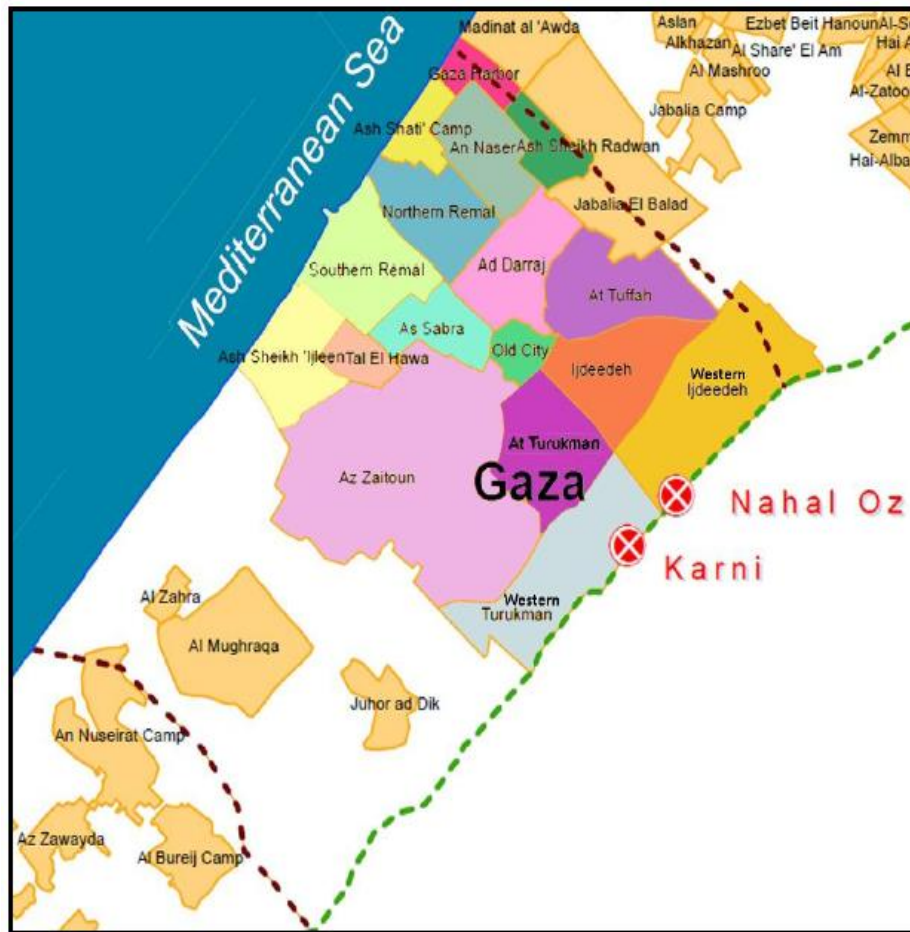 Madinat al 'Awda
Aslan
Ezbet Beit Hanoun
Alkhazan
Al Share' El Am
Hai A
Al Mashroo
Jabalia Camp
Zemm
Hai-Alba
Gaza Harbor
Ash Shati' Camp
An Naser
Ash Sheikh Radwan
Jabalia El Balad
Northern Remal
Mediterranean Sea
Southern Remal
Ad Darraj
At Tuffah
As Sabra
Old City
Ash Sheikh 'Ijleen
Tal El Hawa
Ijdeedeh
Western
Ijdeedeh
At Turukman
Az Zaitoun
Gaza
Nahal Oz
Karni
Western
Turukman
Al Zahra
Al Mughraqa
Juhor ad Dik
An Nuseirat Camp
Az Zawayda
Al Bureij Camp